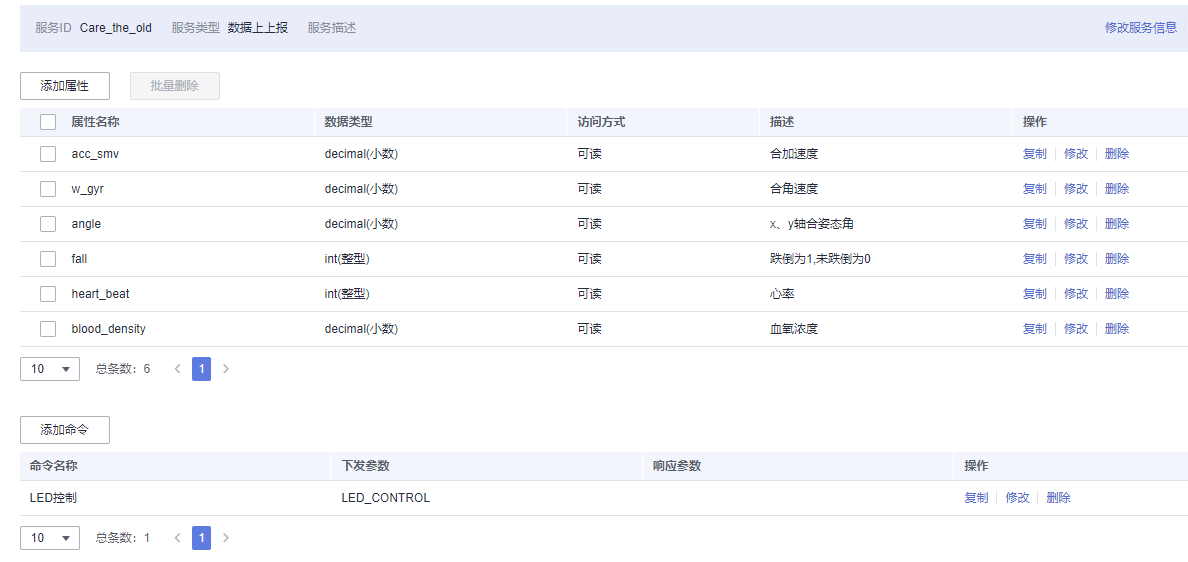 服务ID Care_the_old 服务类型 数据上上报 服务描述 修改服务信息
添加属性 批量删除
属性名称 数据类型 访问方式 描述 操作
acc_smv decimal(小数) 可读 合加速度 复制 修改 删除
w_gyr decimal(小数) 可读 合角速度 复制 修改 删除
angle decimal(小数) 可读 x、y轴合姿态角 复制 修改 删除
fall int(整型) 可读 跌倒为1,未跌倒为0 复制 修改 删除
heart_beat int(整型) 可读 心率 复制 修改 删除
blood_density decimal(小数) 可读 血氧浓度 复制 修改 删除
10 总条数: 6 < 1 >
添加命令
命令名称 下发参数 响应参数 操作
LED控制 LED_CONTROL 复制 修改 删除
10 总条数: 1 < 1 >